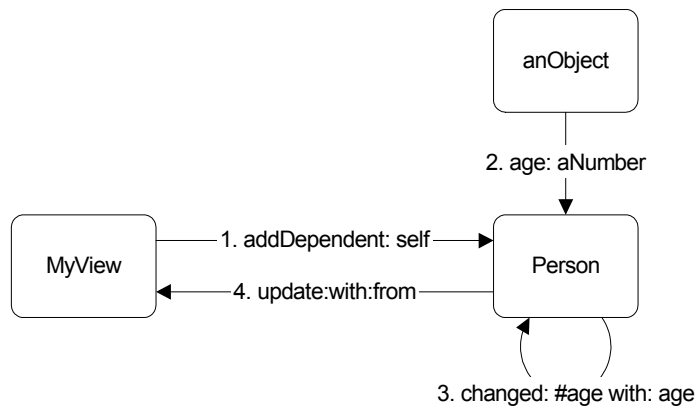 anObject
2. age: aNumber
MyView
1. addDependent: self
4. update:with:from
Person
3. changed: #age with: age